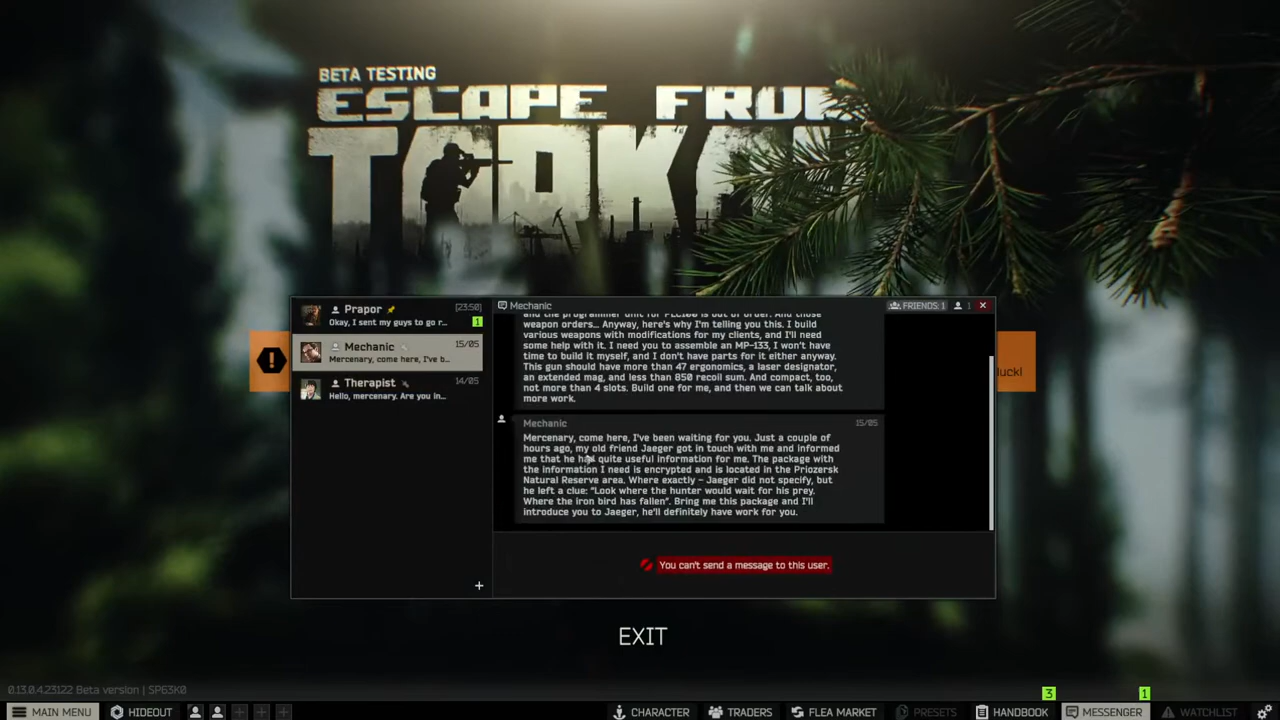 BETA TESTING
ESCAPE FROM
TARKOV
Mechanic
FRIENDS: 1
1
Prapor
[23:50]
Okay, I sent my guys to go r...
1
Mechanic
15/05
Mercenary, come here, I've b...
Therapist
14/05
Hello, mercenary. Are you in...
and the programmer unit for PLC100 is out of order. And those
weapon orders... Anyway, here's why I'm telling you this. I build
various weapons with modifications for my clients, and I'll need
some help with it. I need you to assemble an MP-133, I won't have
time to build it myself, and I don't have parts for it either anyway.
This gun should have more than 47 ergonomics, a laser designator,
an extended mag, and less than 850 recoil sum. And compact, too,
not more than 4 slots. Build one for me, and then we can talk about
more work.
Mechanic
15/05
Mercenary, come here, I've been waiting for you. Just a couple of
hours ago, my old friend Jaeger got in touch with me and informed
me that he has quite useful information for me. The package with
the information I need is encrypted and is located in the Priozersk
Natural Reserve area. Where exactly – Jaeger did not specify, but
he left a clue: "Look where the hunter would wait for his prey.
Where the iron bird has fallen". Bring me this package and I'll
introduce you to Jaeger, he'll definitely have work for you.
You can't send a message to this user.
luck!
EXIT
0.13.0.4.23122 Beta version | SP63K0
3
1
MAIN MENU
HIDEOUT
CHARACTER
TRADERS
FLEA MARKET
PRESETS
HANDBOOK
MESSENGER
WATCHLIST